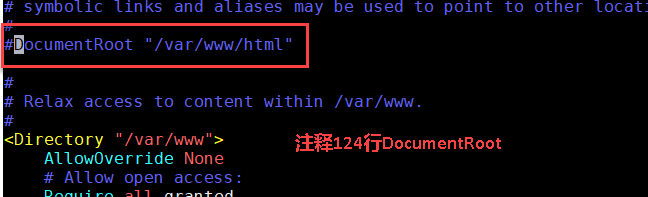 # symbolic links and aliases may be used to point to other locati
#
#DocumentRoot "/var/www/html"
#
# Relax access to content within /var/www.
#
<Directory "/var/www">
AllowOverride None
注释124行DocumentRoot
# Allow open access:
Require all granted